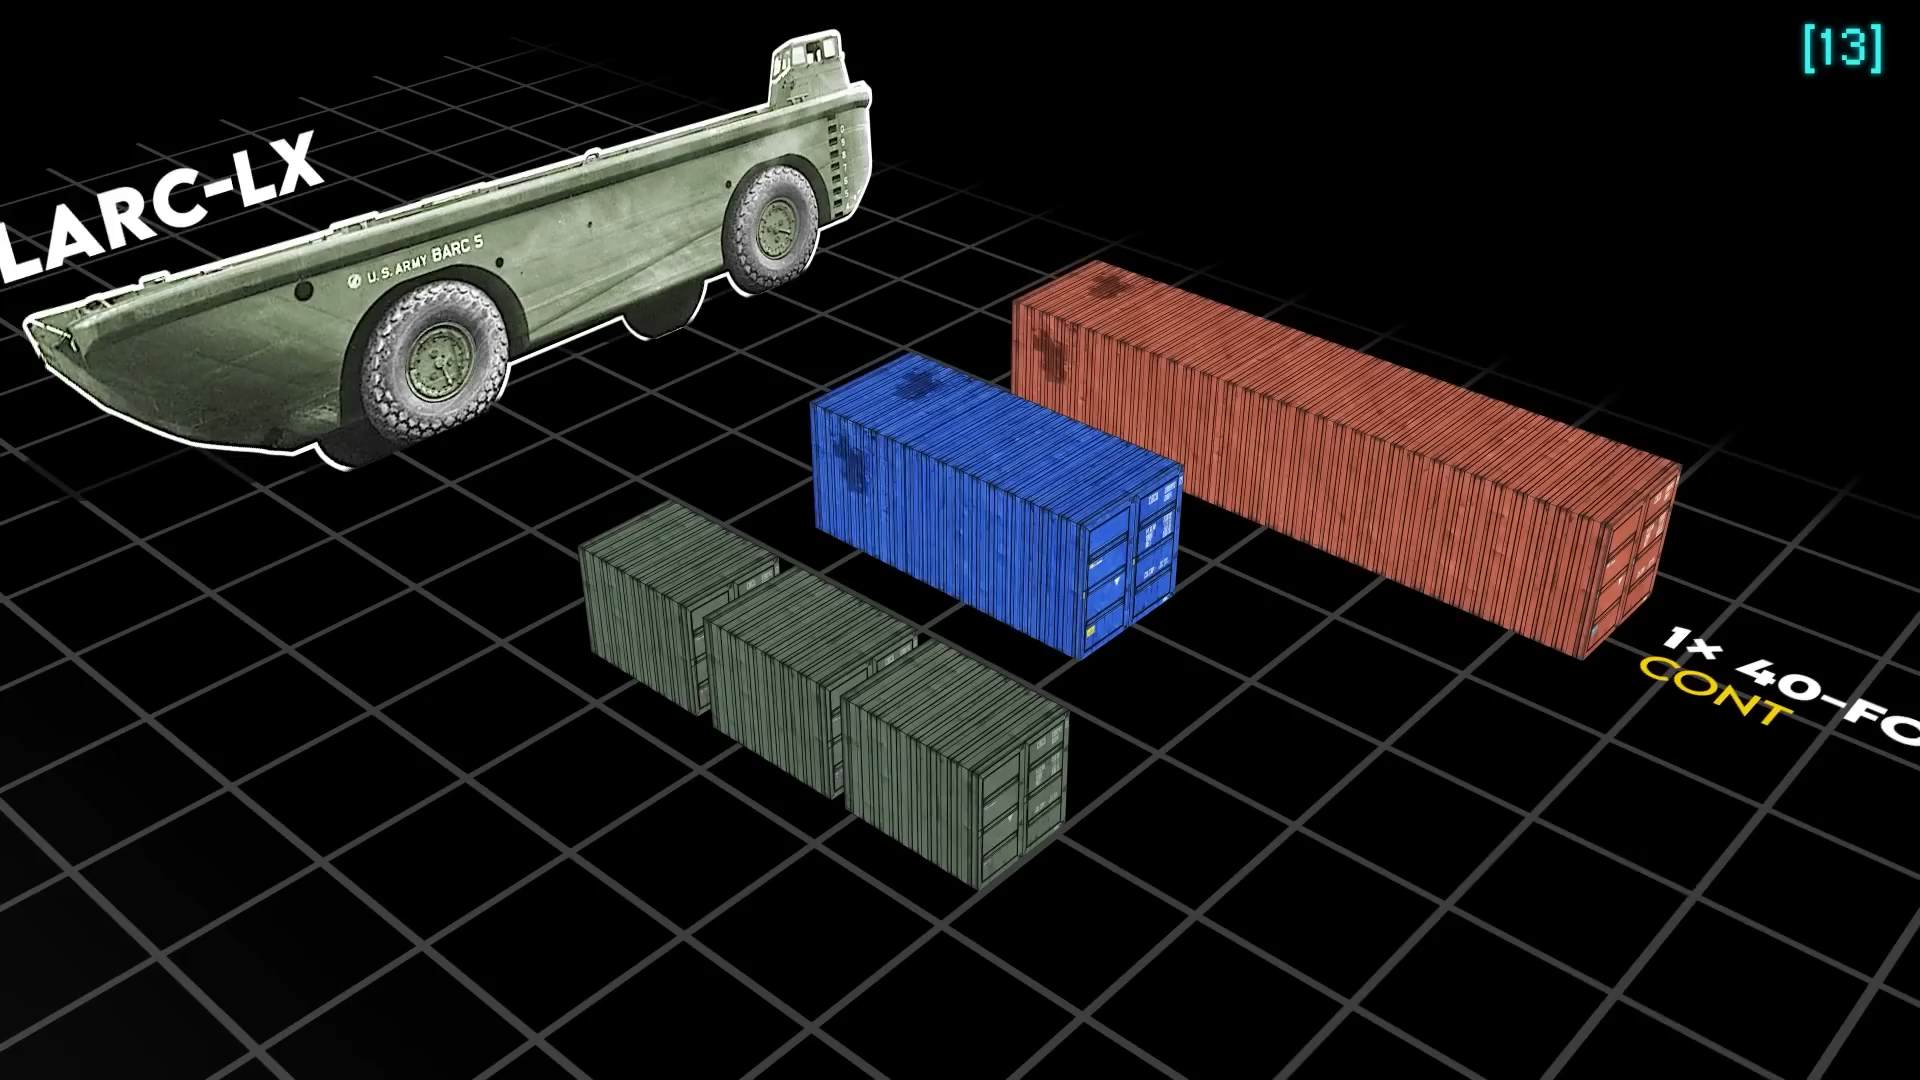 [13]
LARC-LX
U.S. ARMY BARC 5
1x 40-FO
CONT